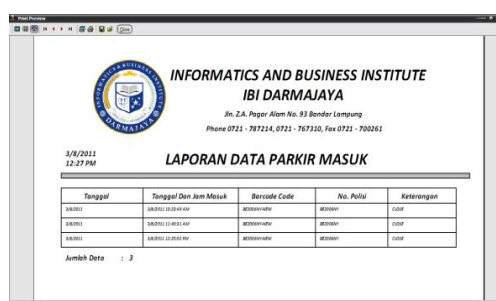 Print Preview
Close
INFORMATICS AND BUSINESS INSTITUTE
IBI DARMAJAYA
Jln. Z.A. Pagar Alam No. 93 Bandar Lampung
Phone 0721 - 787214, 0721 - 767310, Fax 0721 - 700261
3/8/2011
12:27 PM
LAPORAN DATA PARKIR MASUK
Tanggal Tanggal Dan Jam Masuk Barcode Code No. Polisi Keterangan
3/8/2011 CLOSE
3/8/2011 CLOSE
3/8/2011 CLOSE
Jumlah Data : 3